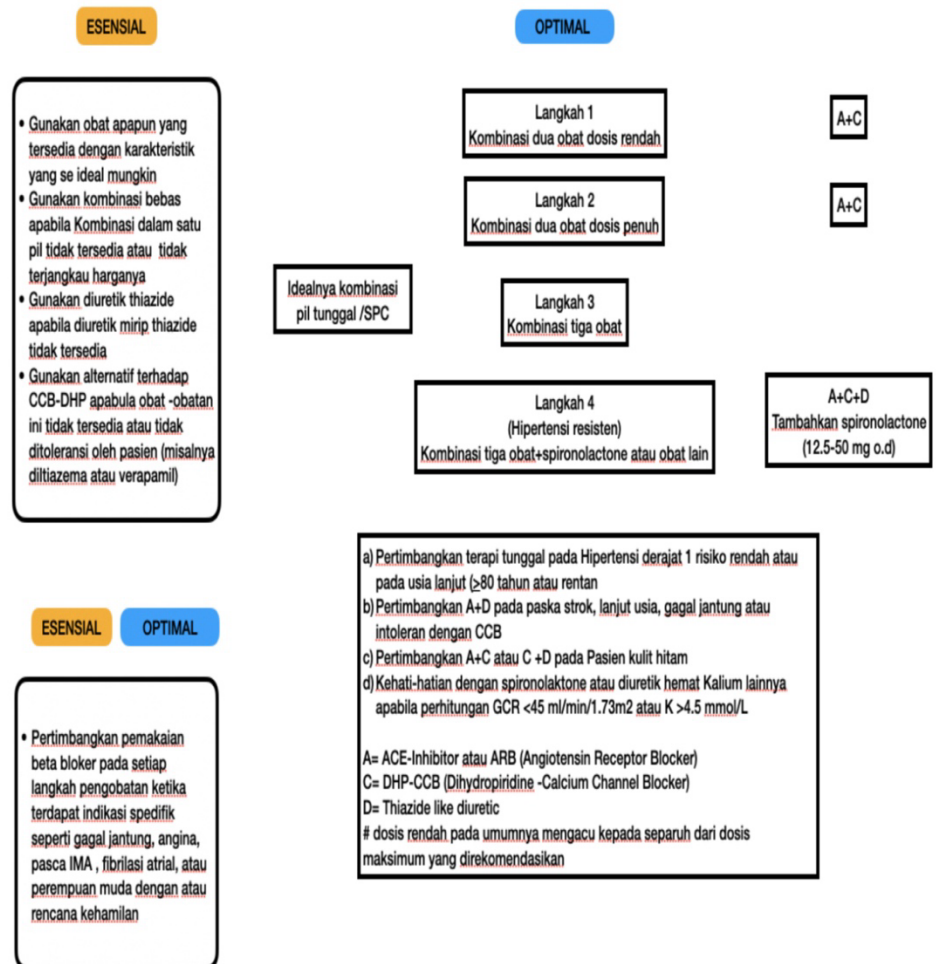 ESENSIAL
• Gunakan obat apapun yang
tersedia dengan karakteristik
yang se ideal mungkin
• Gunakan kombinasi bebas
apabila Kombinasi dalam satu
pil tidak tersedia atau tidak
terjangkau harganya
• Gunakan diuretik thiazide
apabila diuretik mirip thiazide
tidak tersedia
• Gunakan alternatif terhadap
CCB-DHP apabula obat -obatan
ini tidak tersedia atau tidak
ditoleransi oleh pasien (misalnya
diltiazema atau verapamil)
OPTIMAL
Langkah 1
Kombinasi dua obat dosis rendah
A+C
Langkah 2
Kombinasi dua obat dosis penuh
A+C
Idealnya kombinasi
pil tunggal /SPC
Langkah 3
Kombinasi tiga obat
Langkah 4
(Hipertensi resisten)
Kombinasi tiga obat+spironolactone atau obat lain
A+C+D
Tambahkan spironolactone
(12.5-50 mg o.d)
ESENSIAL
OPTIMAL
• Pertimbangkan pemakaian
beta bloker pada setiap
langkah pengobatan ketika
terdapat indikasi spedifik
seperti gagal jantung, angina,
pasca IMA , fibrilasi atrial, atau
perempuan muda dengan atau
rencana kehamilan
a) Pertimbangkan terapi tunggal pada Hipertensi derajat 1 risiko rendah atau
pada usia lanjut (≥80 tahun atau rentan
b) Pertimbangkan A+D pada paska strok, lanjut usia, gagal jantung atau
intoleran dengan CCB
c) Pertimbangkan A+C atau C +D pada Pasien kulit hitam
d) Kehati-hatian dengan spironolaktone atau diuretik hemat Kalium lainnya
apabila perhitungan GCR <45 ml/min/1.73m2 atau K >4.5 mmol/L
A= ACE-Inhibitor atau ARB (Angiotensin Receptor Blocker)
C= DHP-CCB (Dihydropiridine -Calcium Channel Blocker)
D= Thiazide like diuretic
# dosis rendah pada umumnya mengacu kepada separuh dari dosis
maksimum yang direkomendasikan